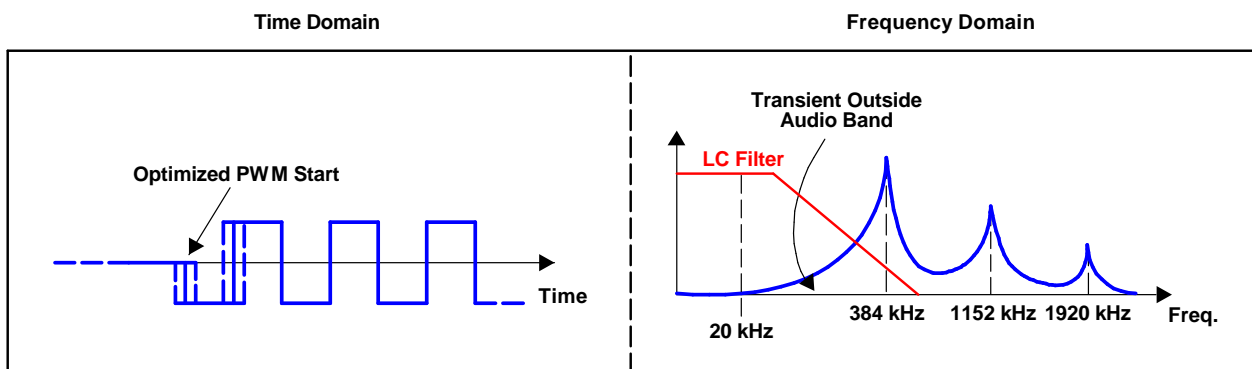 Time Domain
Frequency Domain
Optimized PWM Start
Time
Transient Outside
Audio Band
LC Filter
20 kHz
384 kHz
1152 kHz
1920 kHz
Freq.